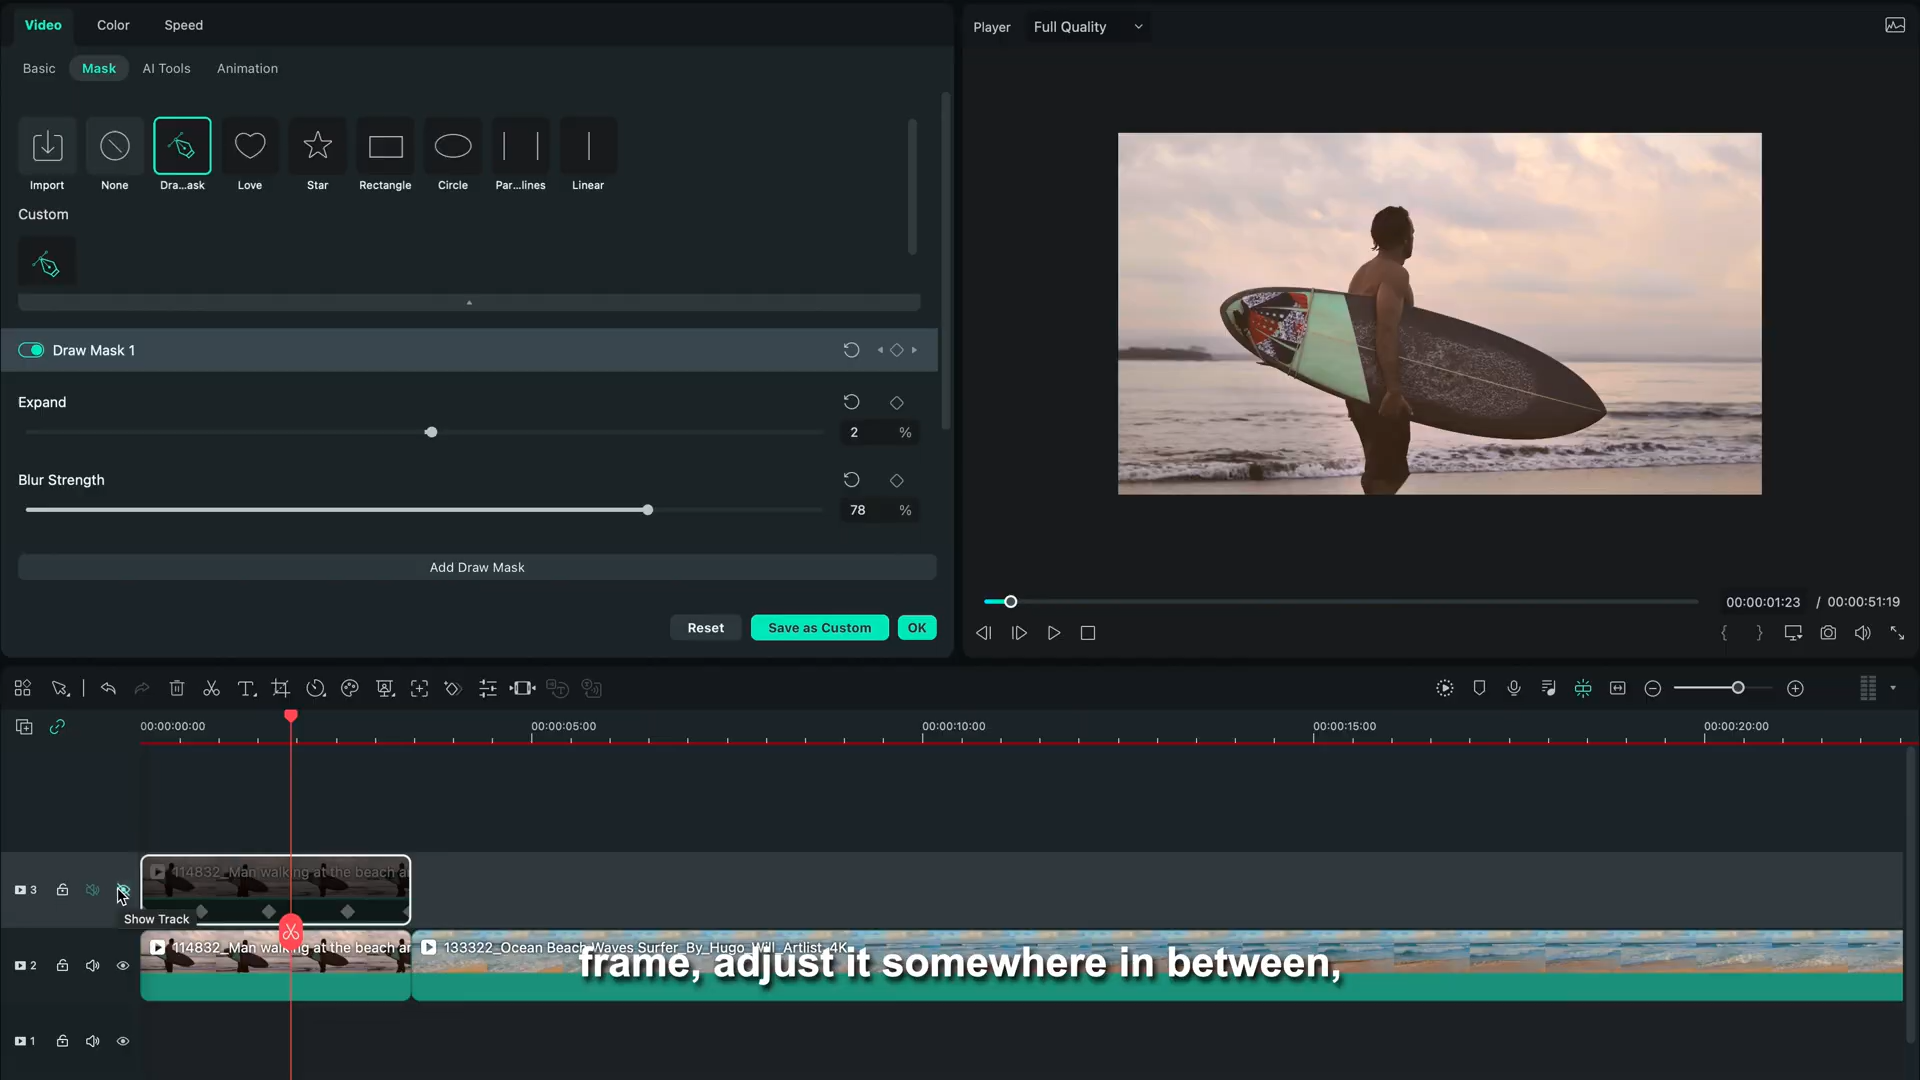 Video Color Speed
Player Full Quality
Basic Mask AI Tools Animation
Import None Dra...ask Love Star Rectangle Circle Par...lines Linear
Custom
Draw Mask 1
Expand
2 %
Blur Strength
78 %
Add Draw Mask
Reset Save as Custom OK
00:00:01:23 / 00:00:51:19
00:00:00:00 00:00:05:00 00:00:10:00 00:00:15:00 00:00:20:00
114832_Man walking at the beach ar
3
Show Track
114832_Man walking at the beach ar 133322_Ocean Beach Waves Surfer_By_Hugo_Will_Artlist_4K
frame, adjust it somewhere in between,
2
1